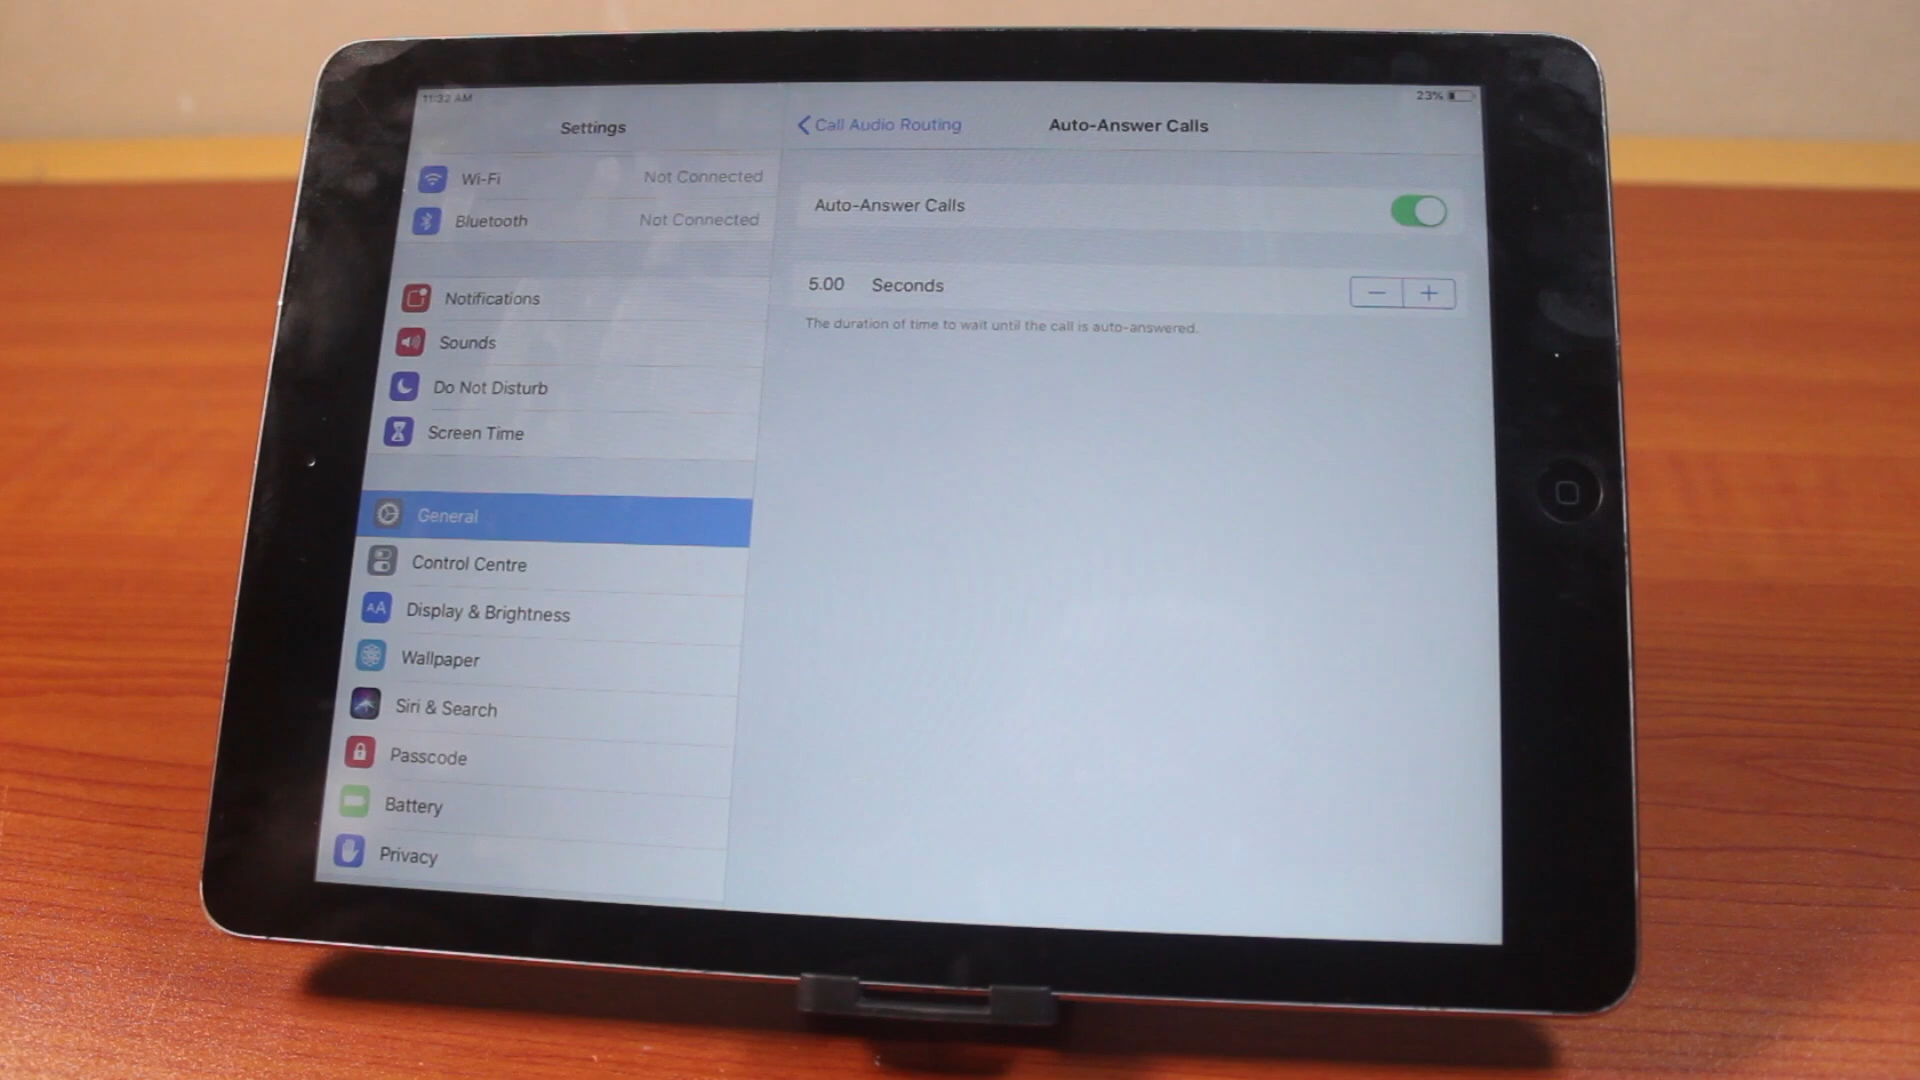 11:22 AM
23%
Settings
Call Audio Routing
Auto-Answer Calls
Wi-Fi
Not Connected
Bluetooth
Not Connected
Auto-Answer Calls
5.00 Seconds
The duration of time to wait until the call is auto-answered.
Notifications
Sounds
Do Not Disturb
Screen Time
General
Control Centre
AA
Display & Brightness
Wallpaper
Siri & Search
Passcode
Battery
Privacy